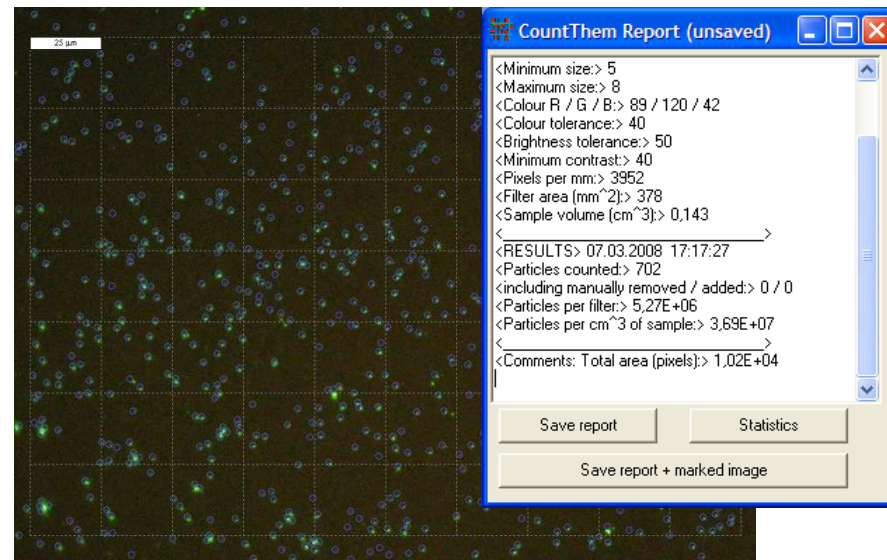 25 µm
CountThem Report (unsaved)
<Minimum size:> 5
<Maximum size:> 8
<Colour R / G / B:> 89 / 120 / 42
<Colour tolerance:> 40
<Brightness tolerance:> 50
<Minimum contrast:> 40
<Pixels per mm:> 3952
<Filter area (mm^2):> 378
<Sample volume (cm^3):> 0,143
<______________________________>
<RESULTS> 07.03.2008  17:17:27
<Particles counted:> 702
<including manually removed / added:> 0 / 0
<Particles per filter:> 5,27E+06
<Particles per cm^3 of sample:> 3,69E+07
<______________________________>
<Comments: Total area (pixels):> 1,02E+04
Save report
Statistics
Save report + marked image